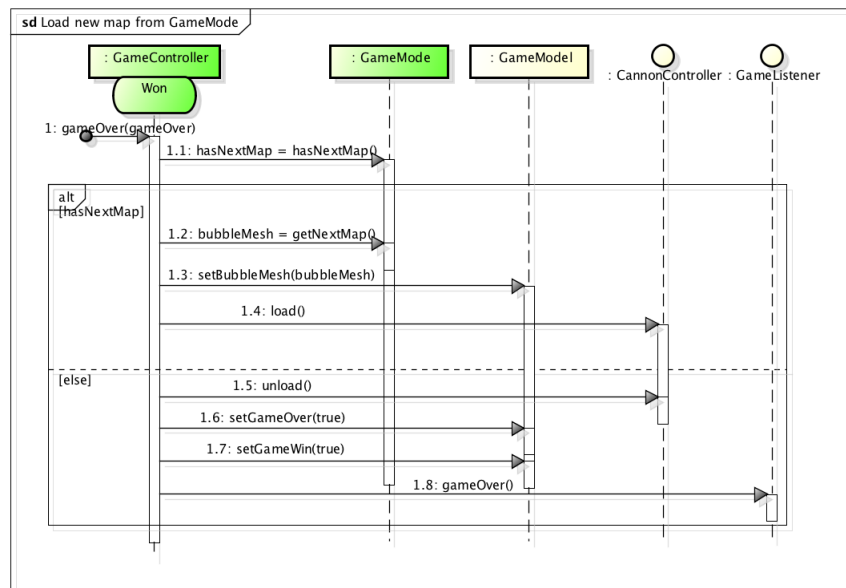 sd Load new map from GameMode
: GameController
: GameMode
: GameModel
: CannonController
: GameListener
Won
1: gameOver(gameOver)
1.1: hasNextMap = hasNextMap()
alt
[hasNextMap]
1.2: bubbleMesh = getNextMap()
1.3: setBubbleMesh(bubbleMesh)
1.4: load()
[else]
1.5: unload()
1.6: setGameOver(true)
1.7: setGameWin(true)
1.8: gameOver()